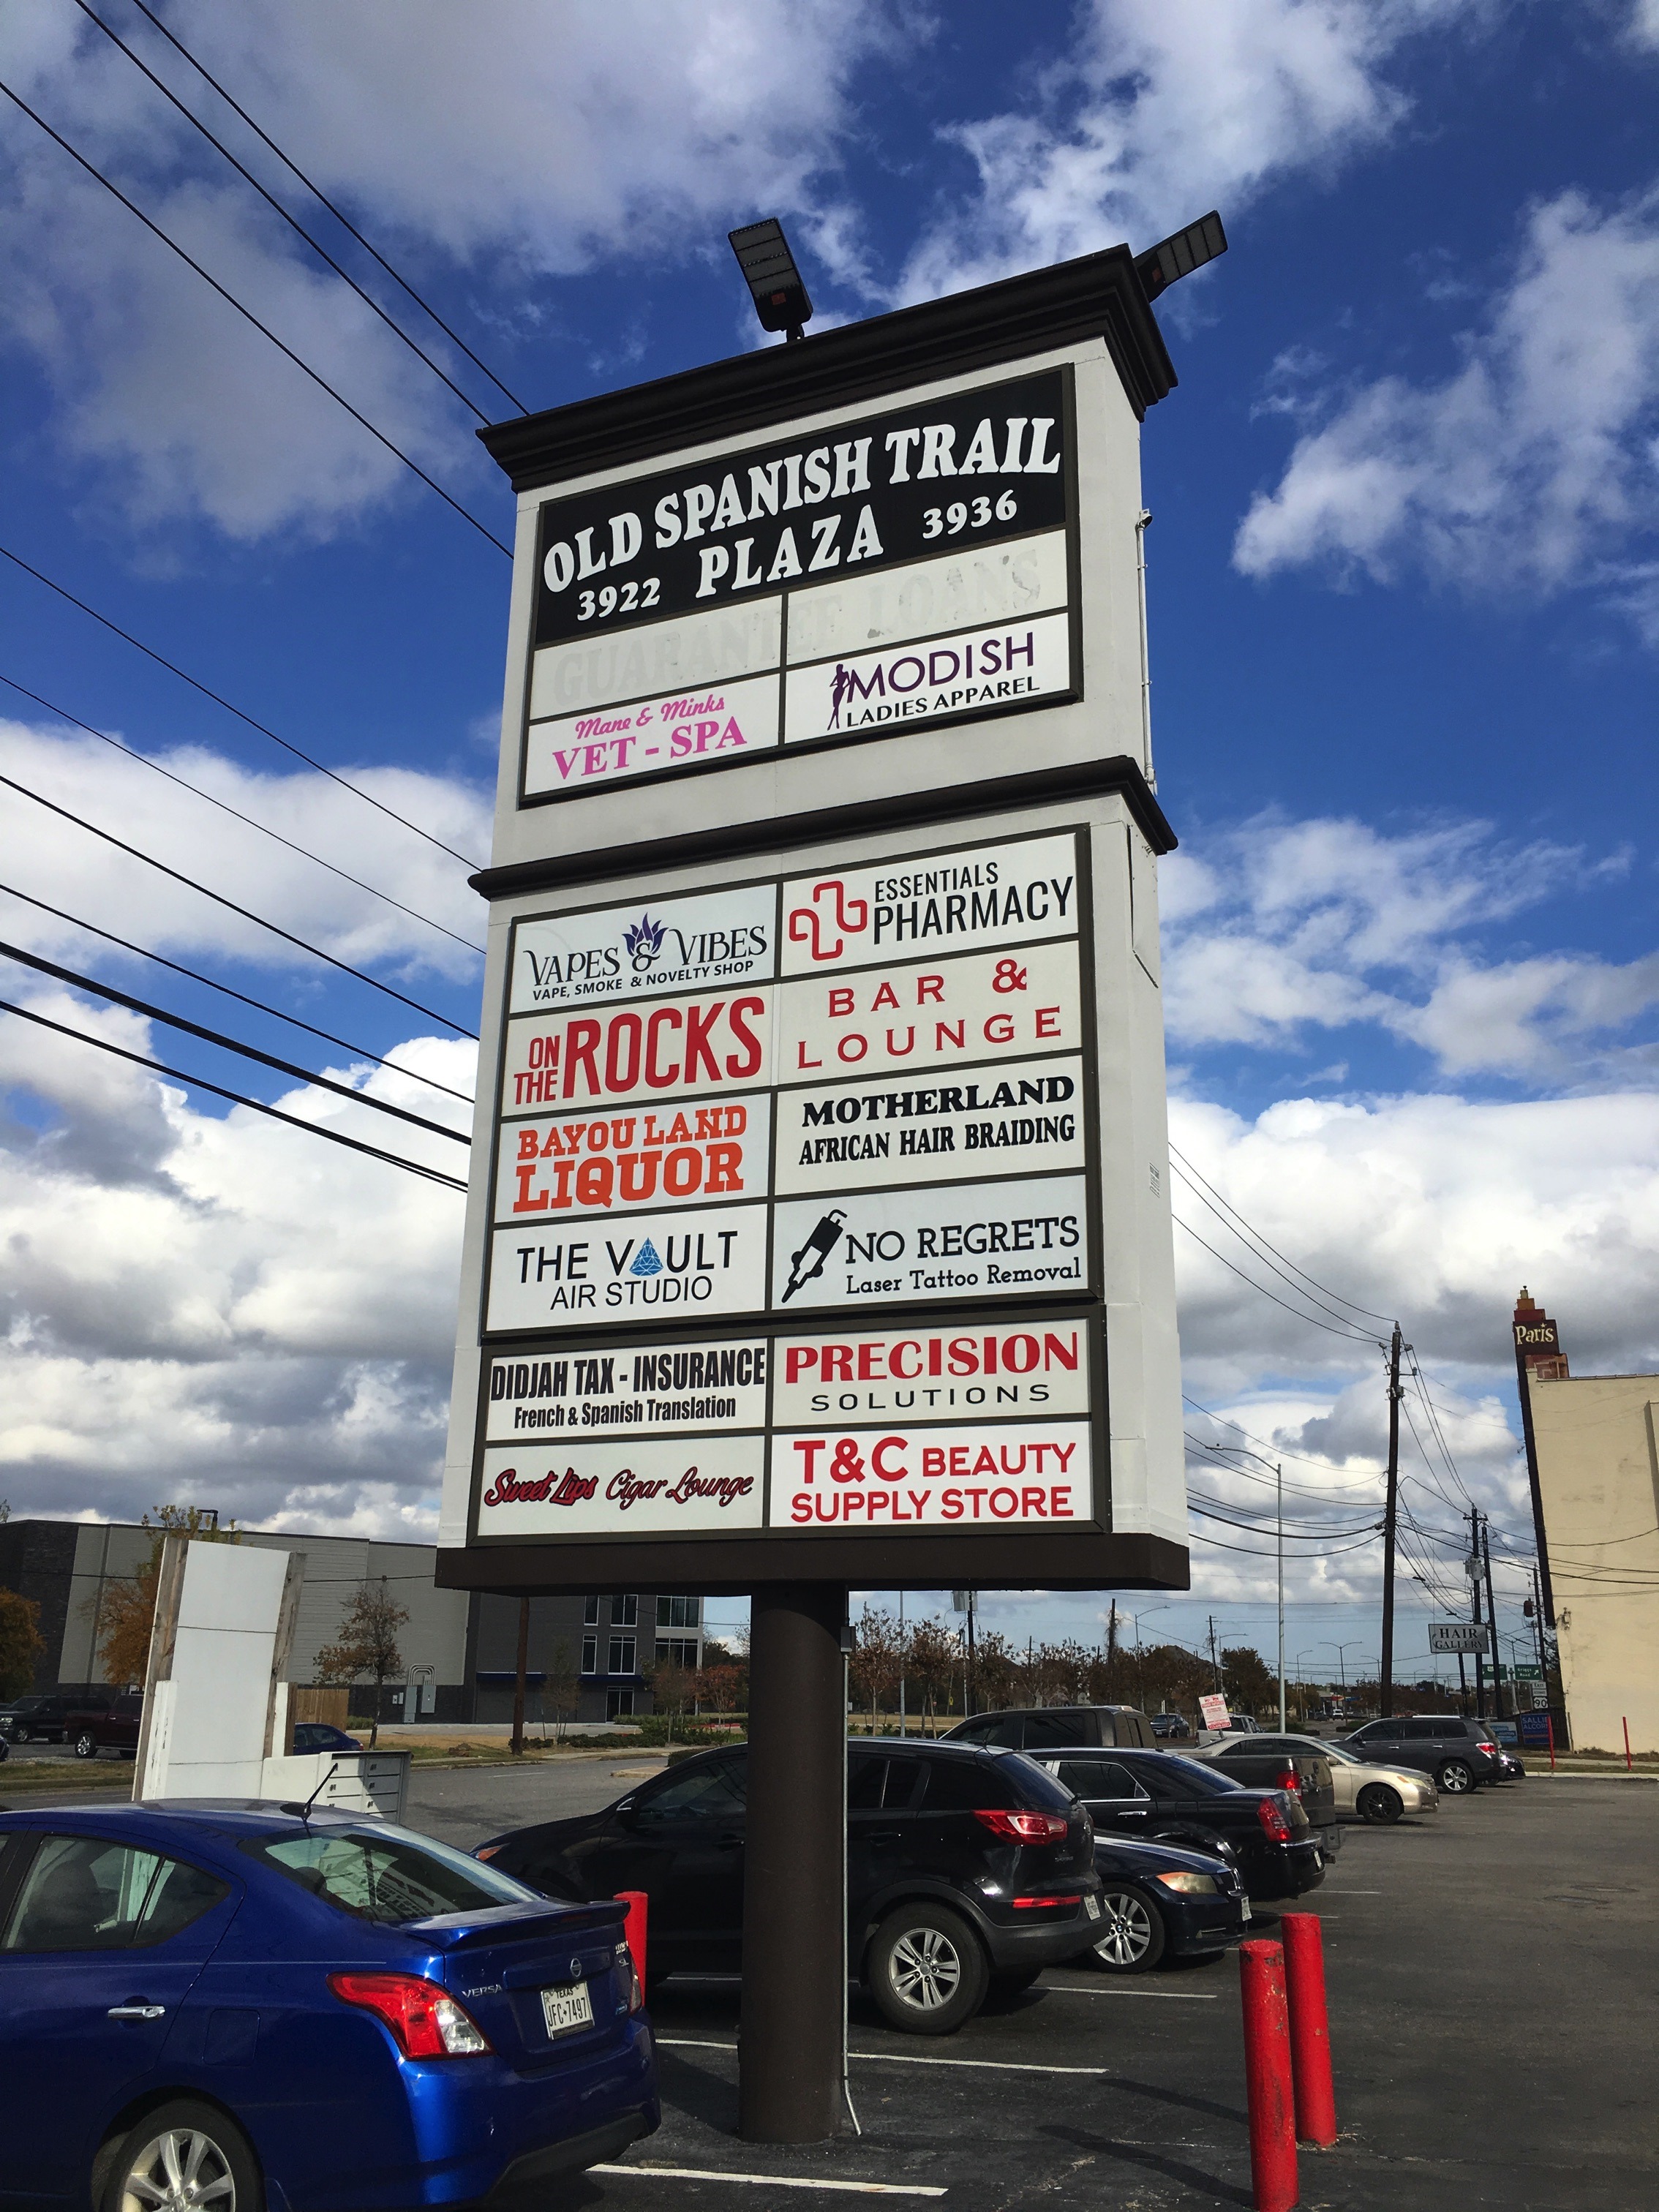 OLD SPANISH TRAIL
3922 PLAZA 3936
GUARANTEE LOANS
Mane & Minks
VET - SPA
MODISH
LADIES APPAREL
VAPES & VIBES
VAPE, SMOKE & NOVELTY SHOP
ESSENTIALS
PHARMACY
ON
THE
ROCKS
BAR &
LOUNGE
BAYOU LAND
LIQUOR
MOTHERLAND
AFRICAN HAIR BRAIDING
THE VAULT
AIR STUDIO
NO REGRETS
Laser Tattoo Removal
DIDJAH TAX - INSURANCE
French & Spanish Translation
PRECISION
SOLUTIONS
Sweet Lips Cigar Lounge
T&C BEAUTY
SUPPLY STORE
Paris
HAIR
GALLERY
90
SALLIE
ALCORN
VERSA
TEXAS
JFC-7497